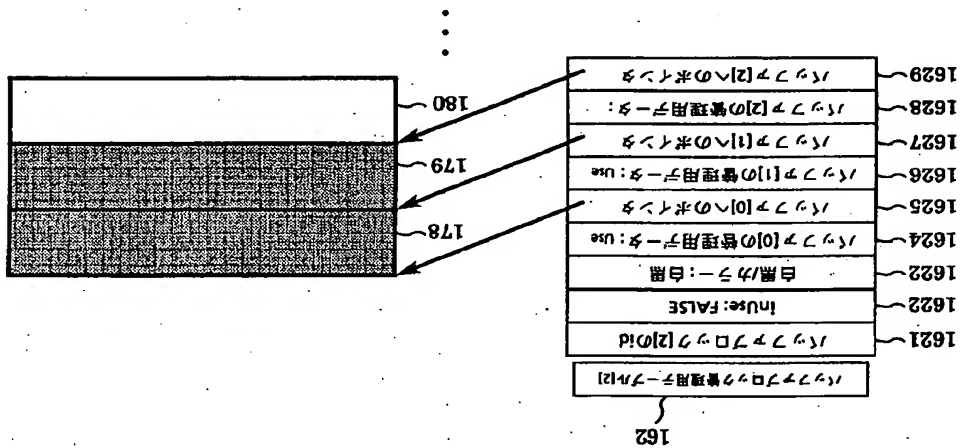 162
バッファブロック管理用テーブル[2]
1621
バッファブロック[2]のid
1622
inUse: FALSE
1622
白黒/カラー:白黒
1624
バッファ[0]の管理用データ:Use
1625
バッファ[0]へのポインタ
1626
バッファ[1]の管理用データ:Use
1627
バッファ[1]へのポインタ
1628
バッファ[2]の管理用データ:
1629
バッファ[2]へのポインタ
178
179
180